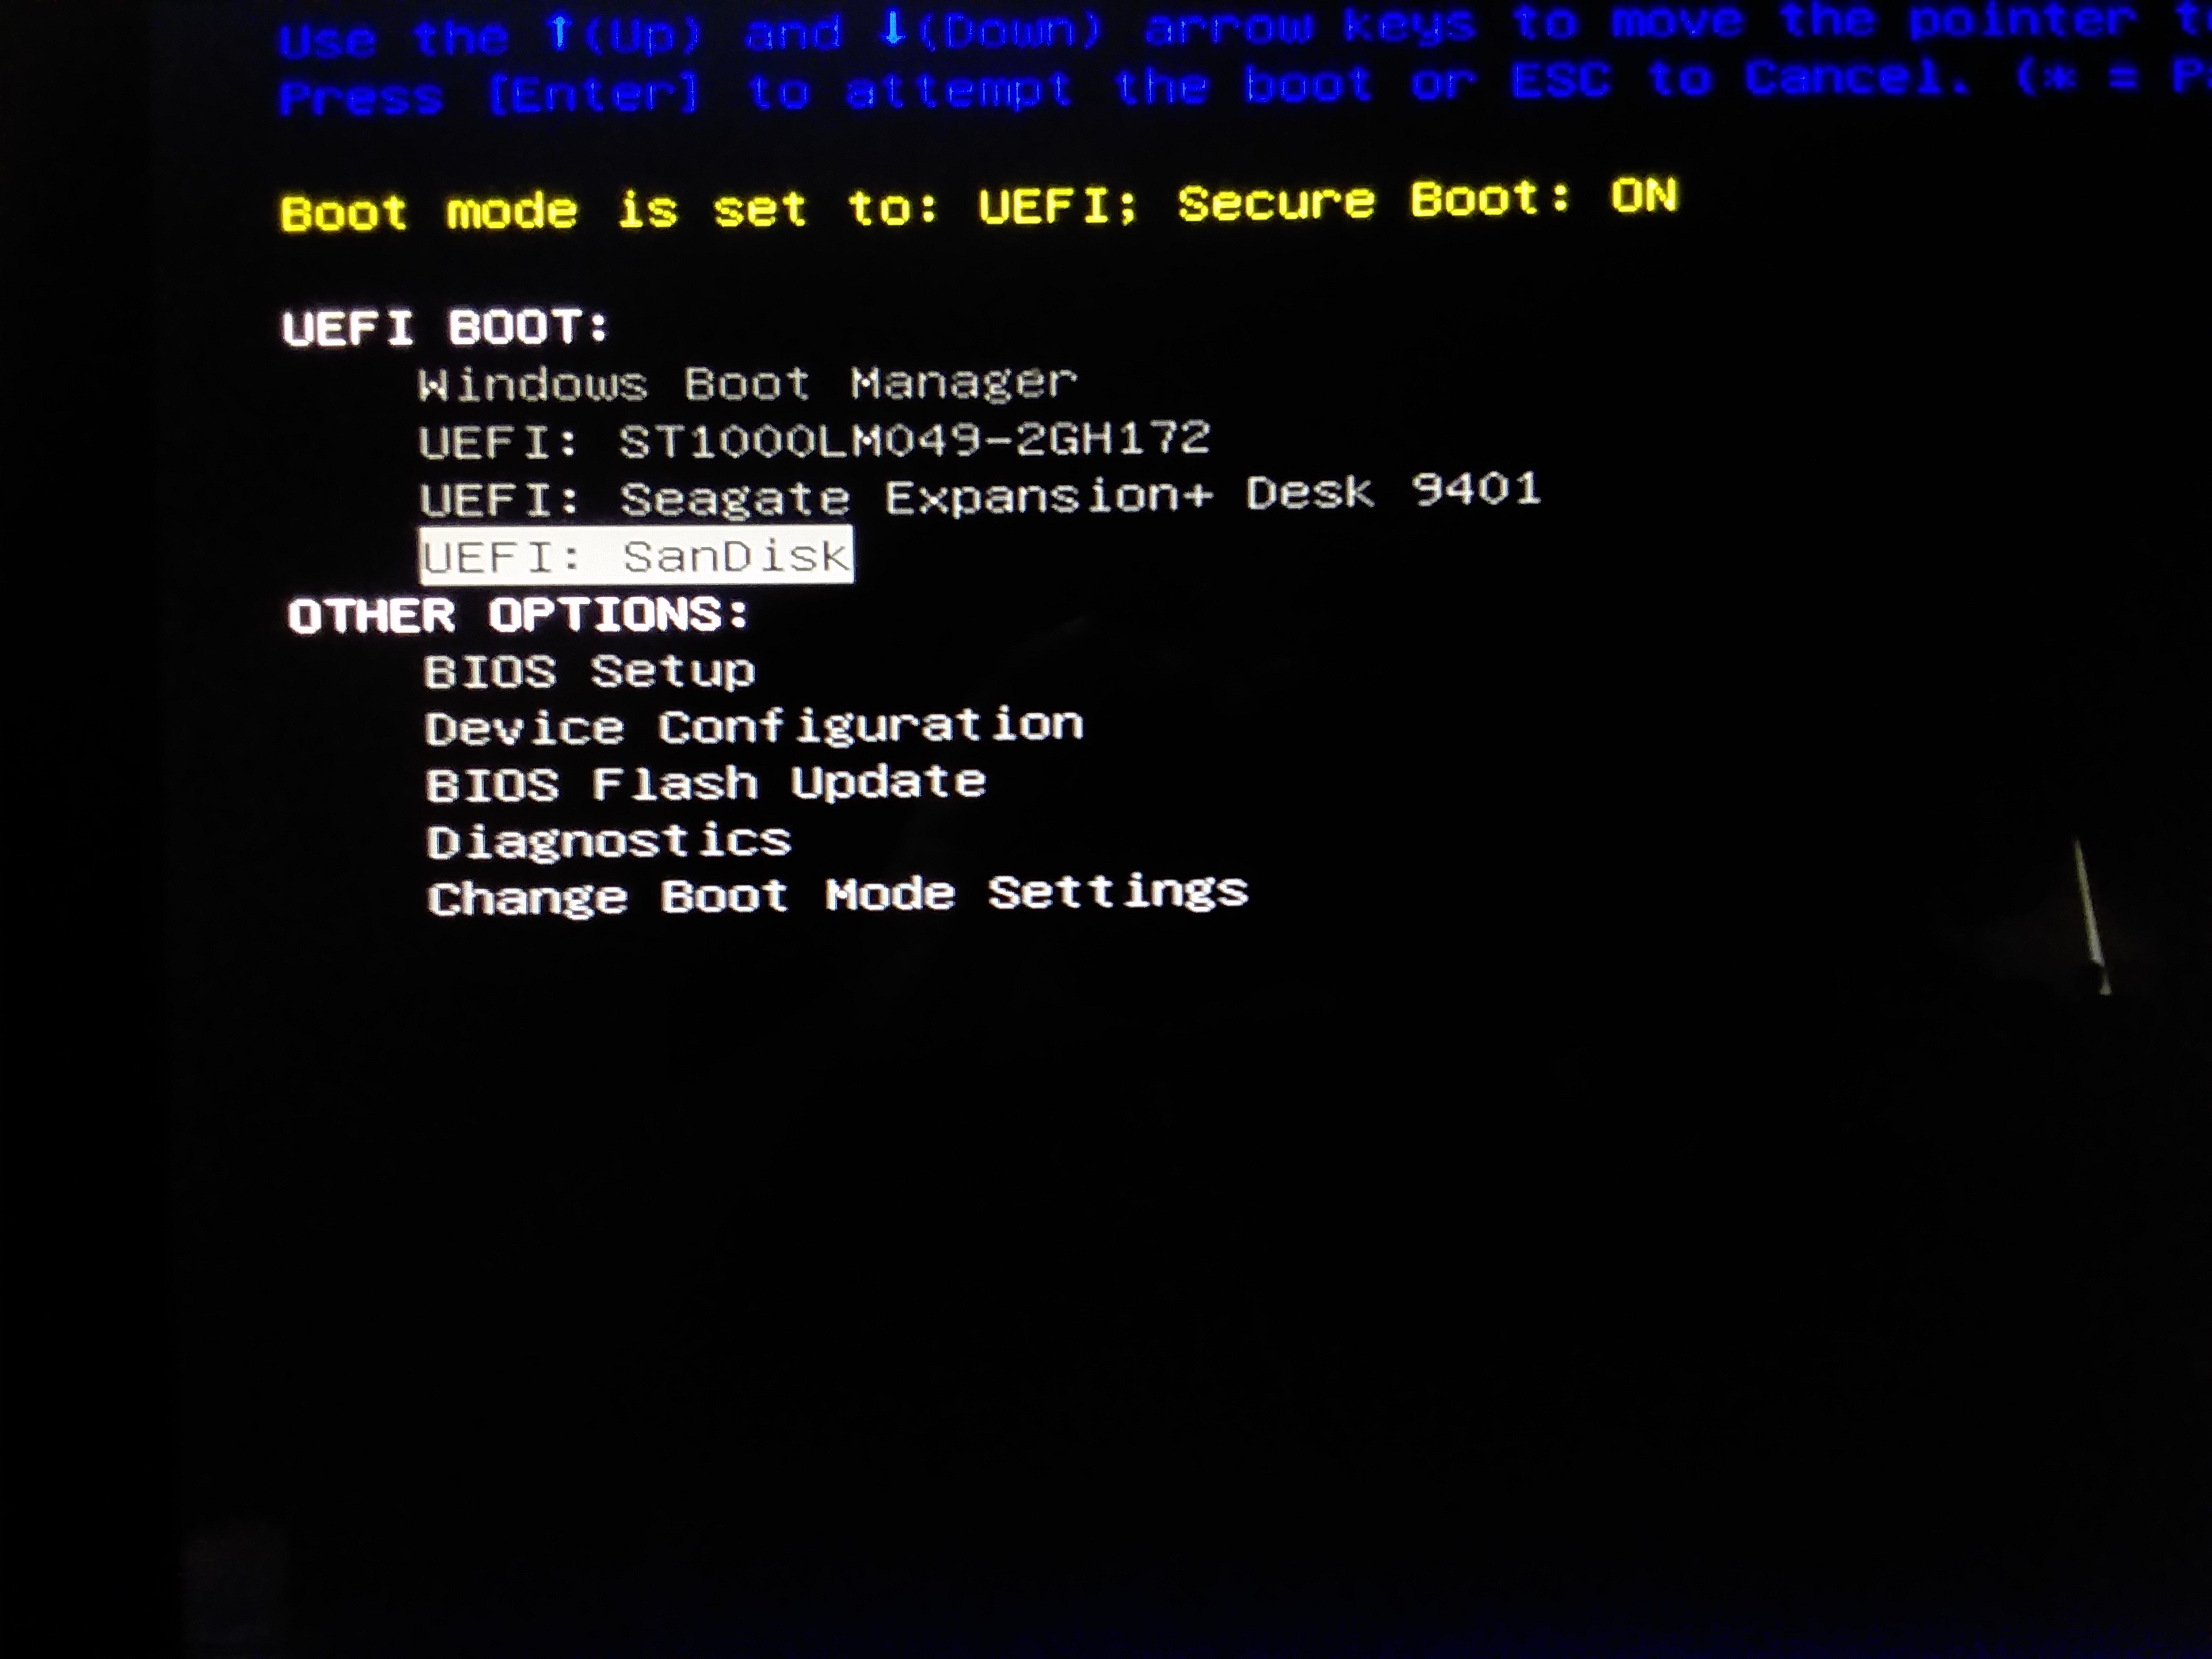 Use the ↑(Up) and ↓(Down) arrow keys to move the pointer
Press [Enter] to attempt the boot or ESC to Cancel. (* =
Boot mode is set to: UEFI; Secure Boot: ON
UEFI BOOT:
Windows Boot Manager
UEFI: ST1000LM049-2GH172
UEFI: Seagate Expansion+ Desk 9401
UEFI: SanDisk
OTHER OPTIONS:
BIOS Setup
Device Configuration
BIOS Flash Update
Diagnostics
Change Boot Mode Settings